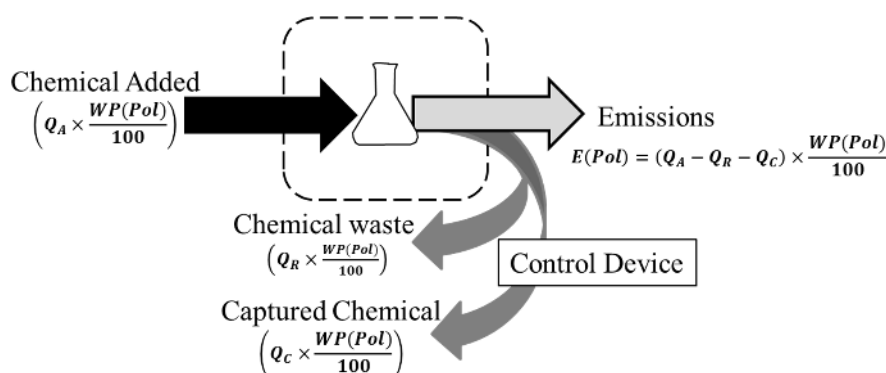 Chemical Added
(Q_A × WP(Pol)/100)
Emissions
E(Pol) = (Q_A − Q_R − Q_C) × WP(Pol)/100
Chemical waste
(Q_R × WP(Pol)/100)
Control Device
Captured Chemical
(Q_C × WP(Pol)/100)